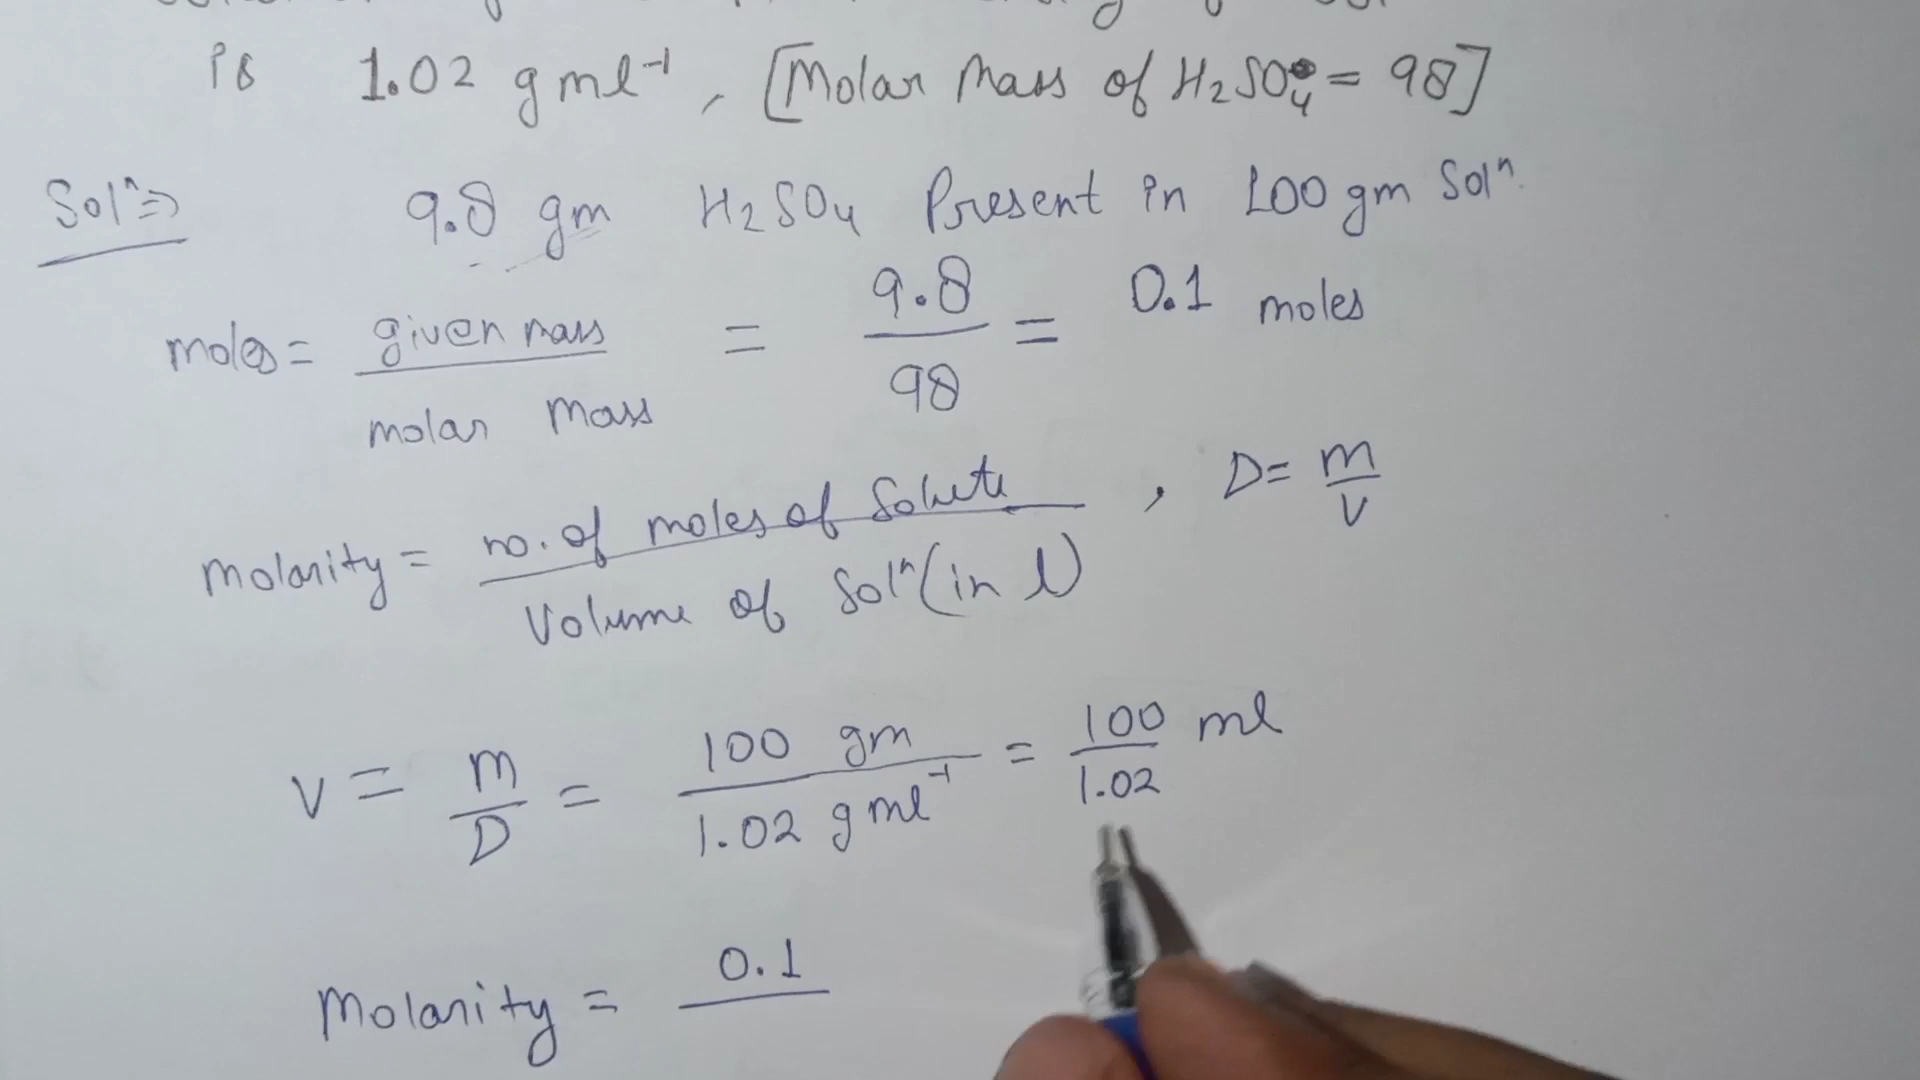 is 1.02 g ml⁻¹, [Molar Mass of H₂SO₄ = 98]
Solⁿ⇒ 9.8 gm H₂SO₄ Present in 100 gm Solⁿ.
moles = given mass / molar mass = 9.8 / 98 = 0.1 moles
Molarity = no. of moles of Solute / Volume of Solⁿ (in l) , D = m / V
V = m / D = 100 gm / 1.02 g ml⁻¹ = 100 / 1.02 ml
Molarity = 0.1